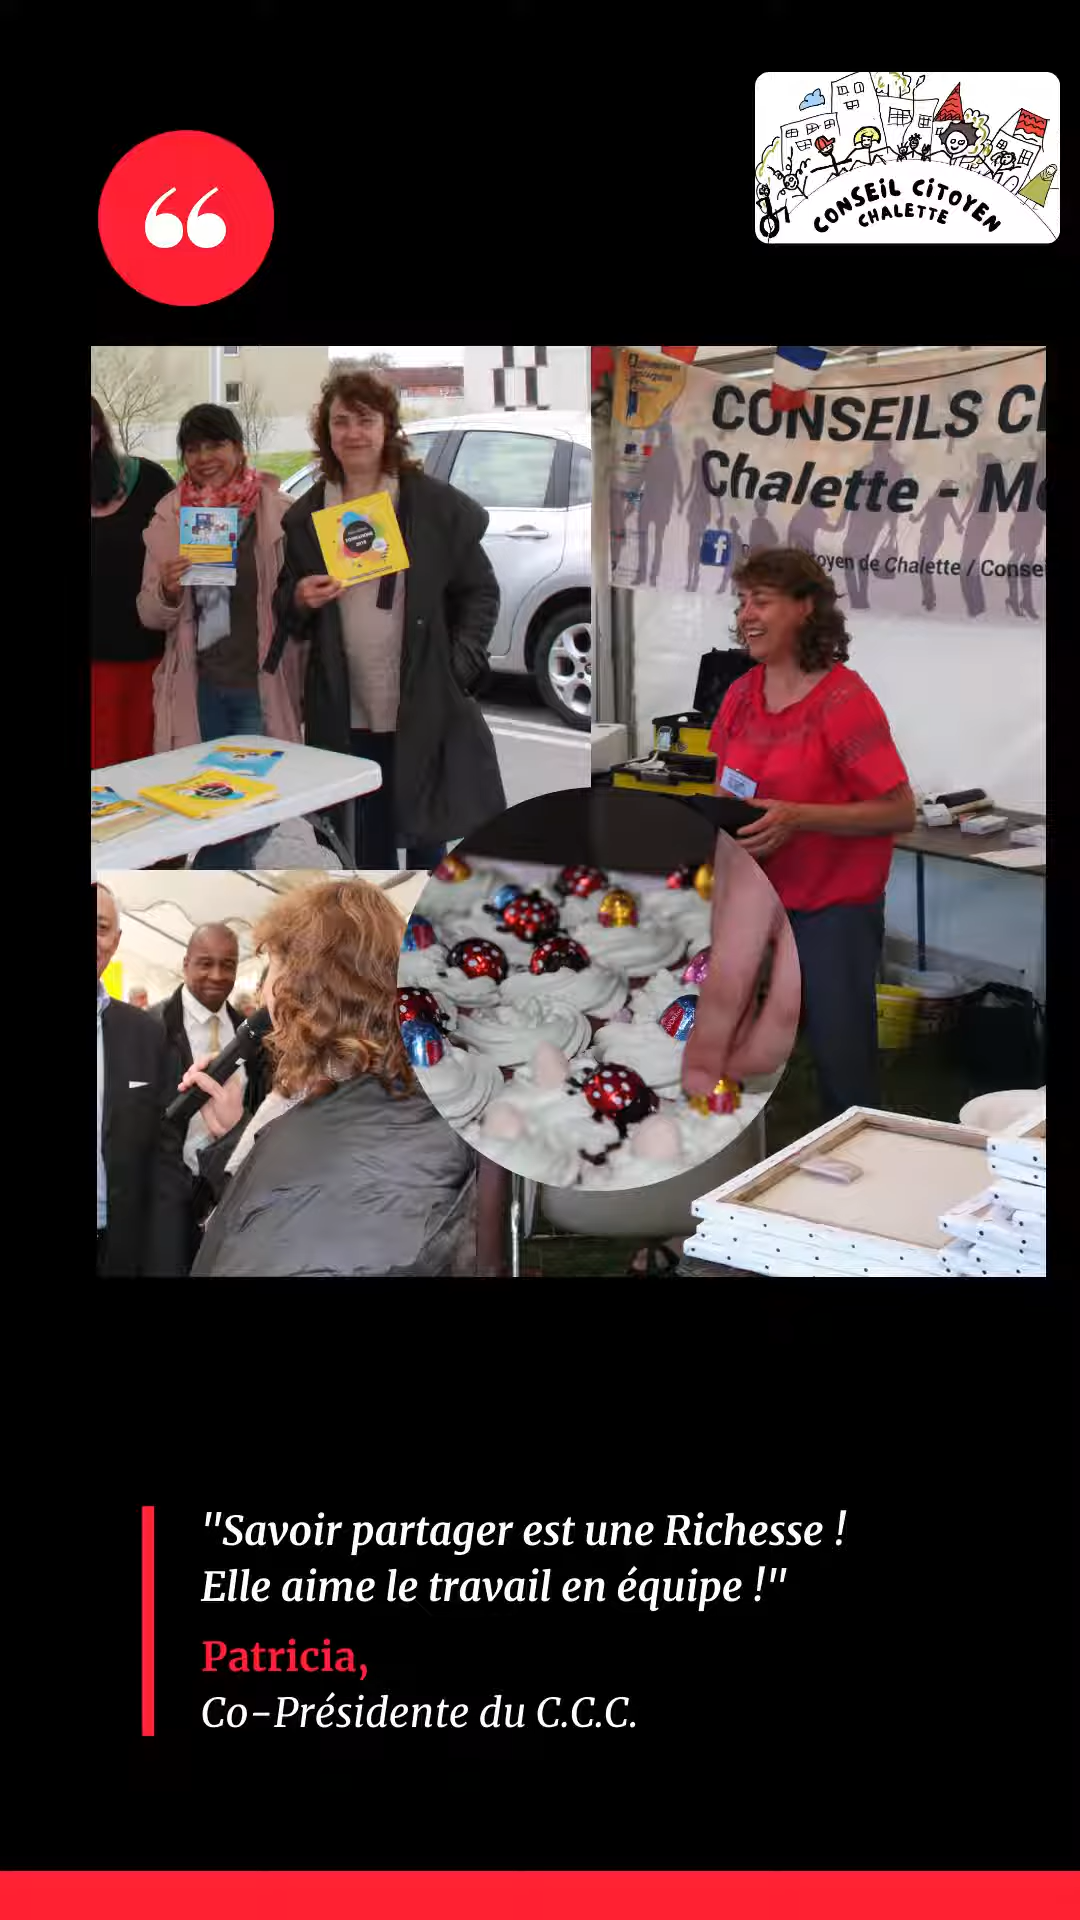 CONSEIL CITOYEN
CHALETTE
CONSEILS CI
Chalette - Mo
oyen de Chalette / Conse
"Savoir partager est une Richesse !
Elle aime le travail en équipe !"
Patricia,
Co-Présidente du C.C.C.